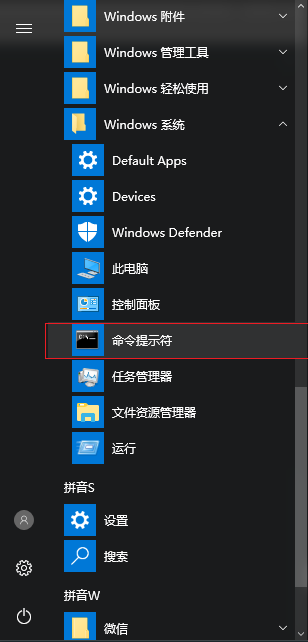 Windows 附件
Windows 管理工具
Windows 轻松使用
Windows 系统
Default Apps
Devices
Windows Defender
此电脑
控制面板
命令提示符
任务管理器
文件资源管理器
运行
拼音S
设置
搜索
拼音W
微信